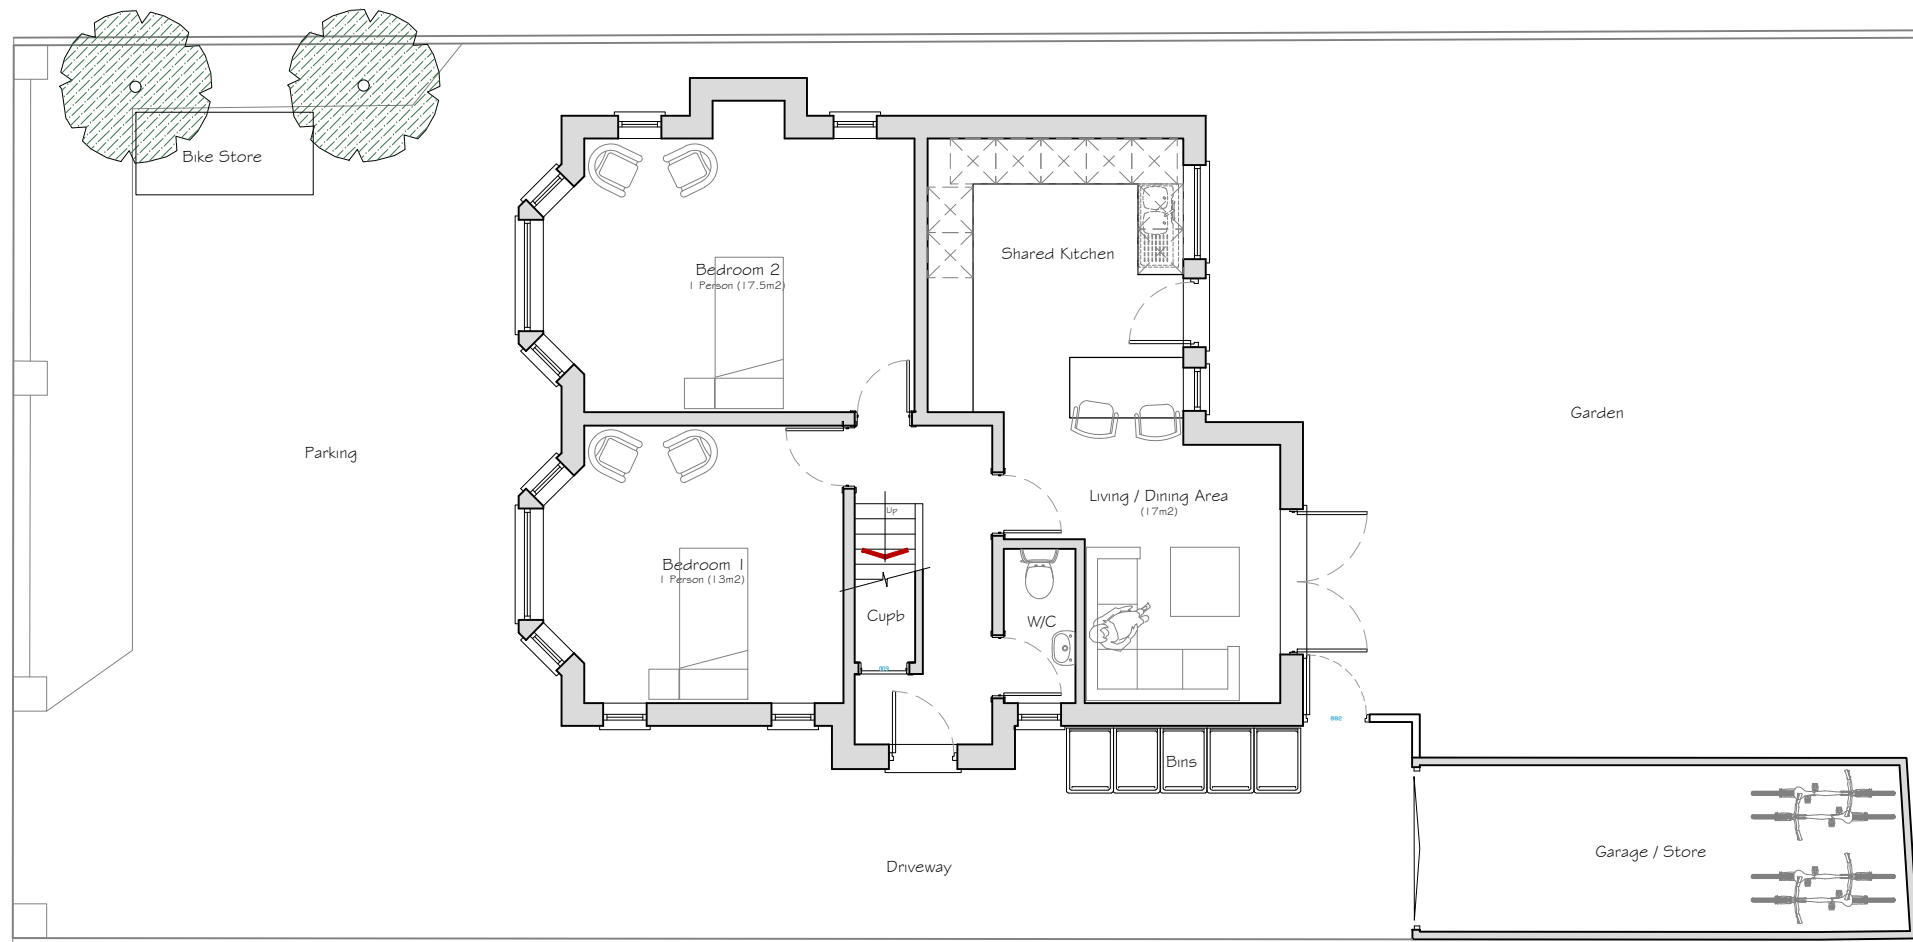 Bike Store
Bedroom 2
1 Person (17.5m2)
Shared Kitchen
Garden
Parking
Living / Dining Area
(17m2)
Up
Bedroom 1
1 Person (13m2)
Cupb
W/C
Bins
Garage / Store
Driveway